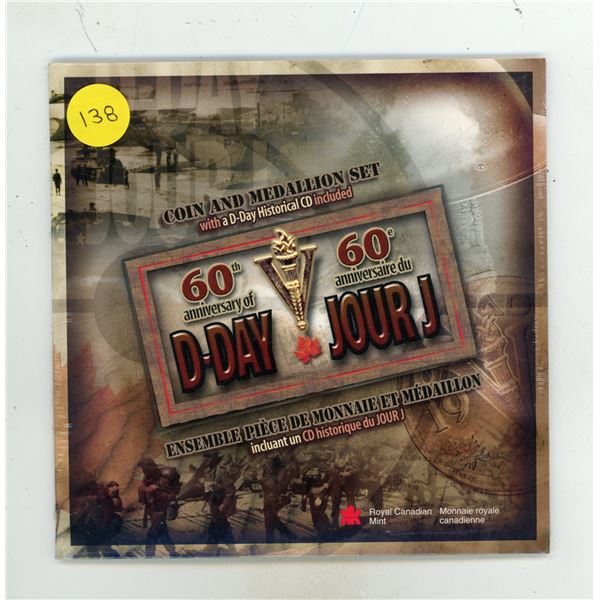 138
COIN AND MEDALLION SET
with a D-Day Historical CD included
60th
anniversary of
D-DAY
60e
anniversaire du
JOUR J
ENSEMBLE PIÈCE DE MONNAIE ET MÉDAILLON
incluant un CD historique du JOUR J
19
Royal Canadian
Mint
Monnaie royale
canadienne